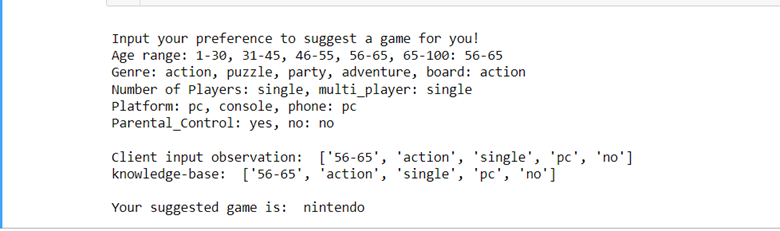 Input your preference to suggest a game for you!
Age range: 1-30, 31-45, 46-55, 56-65, 65-100: 56-65
Genre: action, puzzle, party, adventure, board: action
Number of Players: single, multi_player: single
Platform: pc, console, phone: pc
Parental_Control: yes, no: no
Client input observation:  ['56-65', 'action', 'single', 'pc', 'no']
knowledge-base:  ['56-65', 'action', 'single', 'pc', 'no']
Your suggested game is:  nintendo